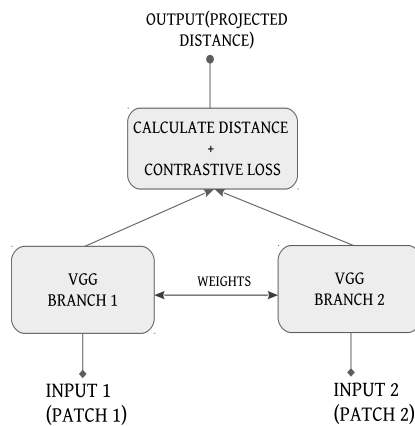 OUTPUT(PROJECTED
DISTANCE)
CALCULATE DISTANCE
+
CONTRASTIVE LOSS
VGG
BRANCH 1
WEIGHTS
VGG
BRANCH 2
INPUT 1
(PATCH 1)
INPUT 2
(PATCH 2)